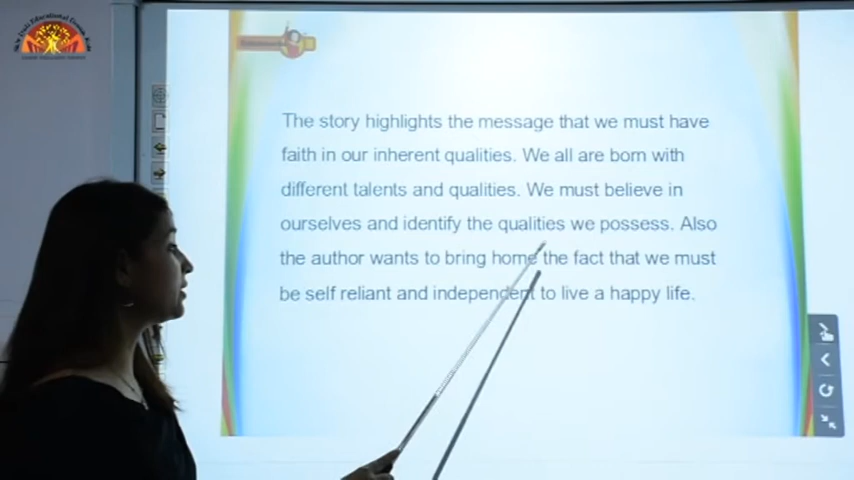 The story highlights the message that we must have
faith in our inherent qualities. We all are born with
different talents and qualities. We must believe in
ourselves and identify the qualities we possess. Also
the author wants to bring home the fact that we must
be self reliant and independent to live a happy life.